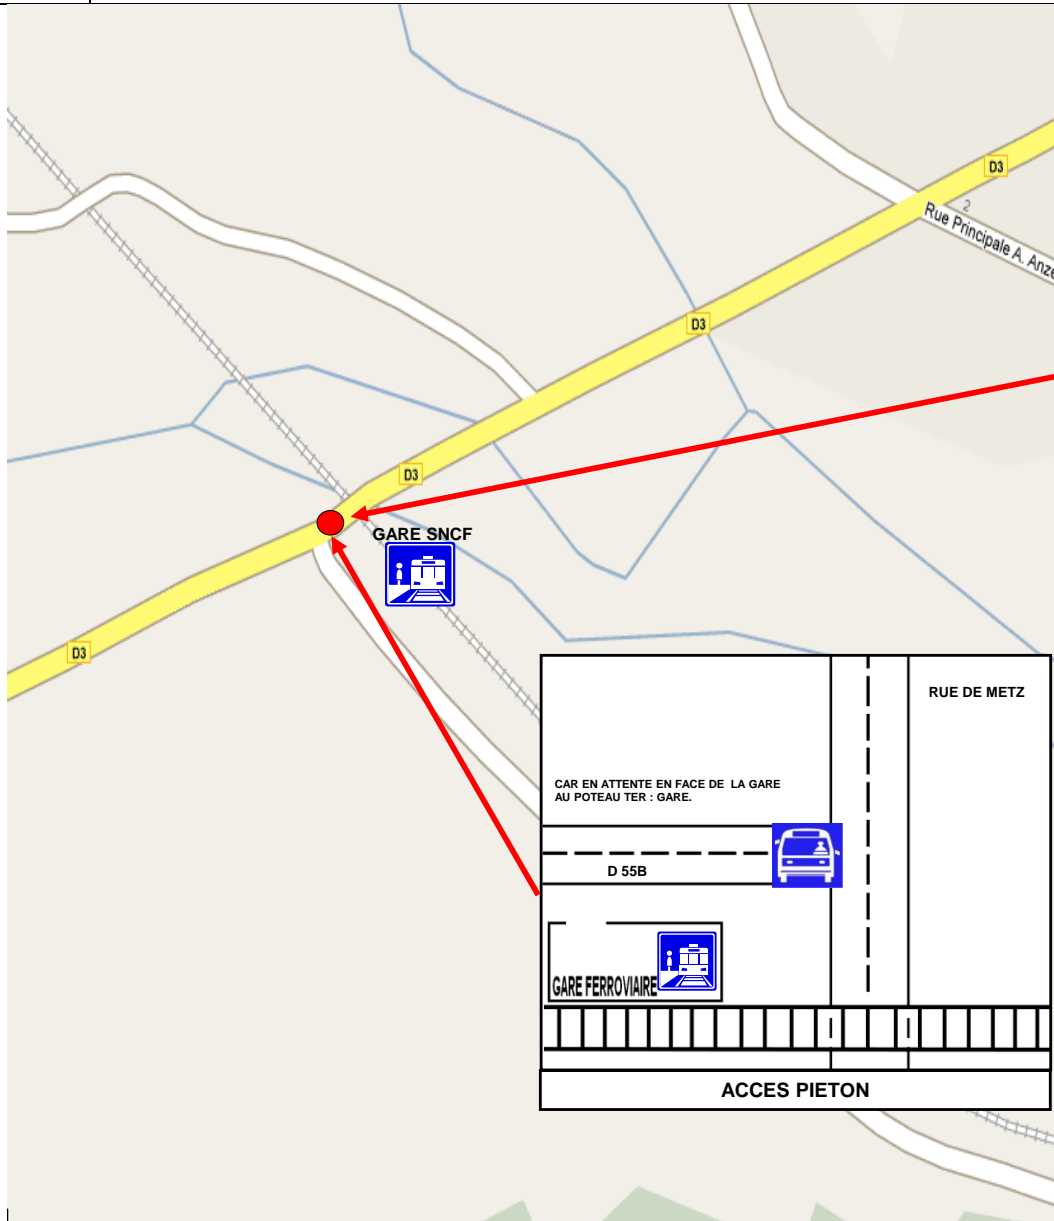 D3
2
Rue Principale A. Anze
D3
D3
GARE SNCF
D3
RUE DE METZ
CAR EN ATTENTE EN FACE DE LA GARE
AU POTEAU TER : GARE.
D 55B
GARE FERROVIAIRE
ACCES PIETON